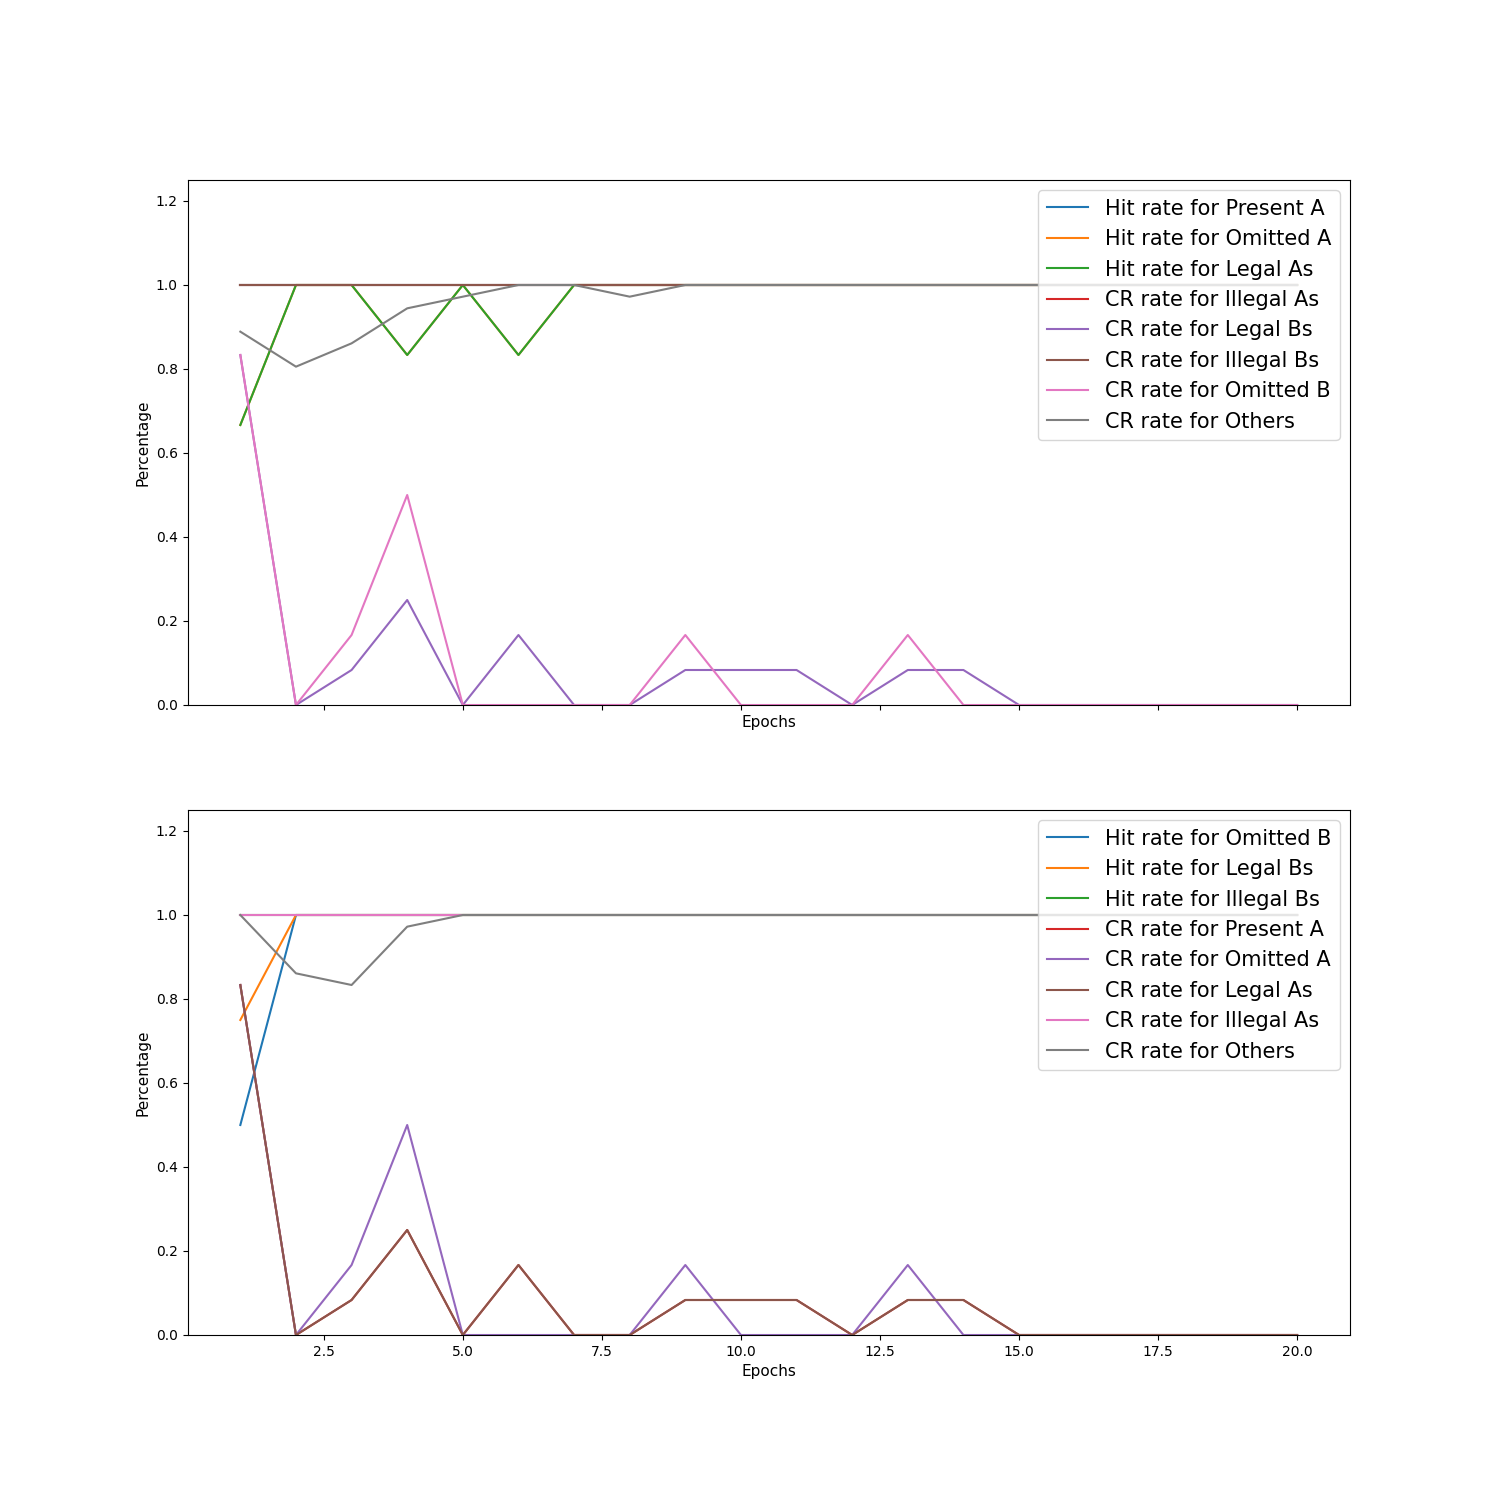 1.2
1.0
0.8
0.6
0.4
0.2
0.0
Percentage
Epochs
Hit rate for Present A
Hit rate for Omitted A
Hit rate for Legal As
CR rate for Illegal As
CR rate for Legal Bs
CR rate for Illegal Bs
CR rate for Omitted B
CR rate for Others
1.2
1.0
0.8
0.6
0.4
0.2
0.0
Percentage
2.5 5.0 7.5 10.0 12.5 15.0 17.5 20.0
Epochs
Hit rate for Omitted B
Hit rate for Legal Bs
Hit rate for Illegal Bs
CR rate for Present A
CR rate for Omitted A
CR rate for Legal As
CR rate for Illegal As
CR rate for Others